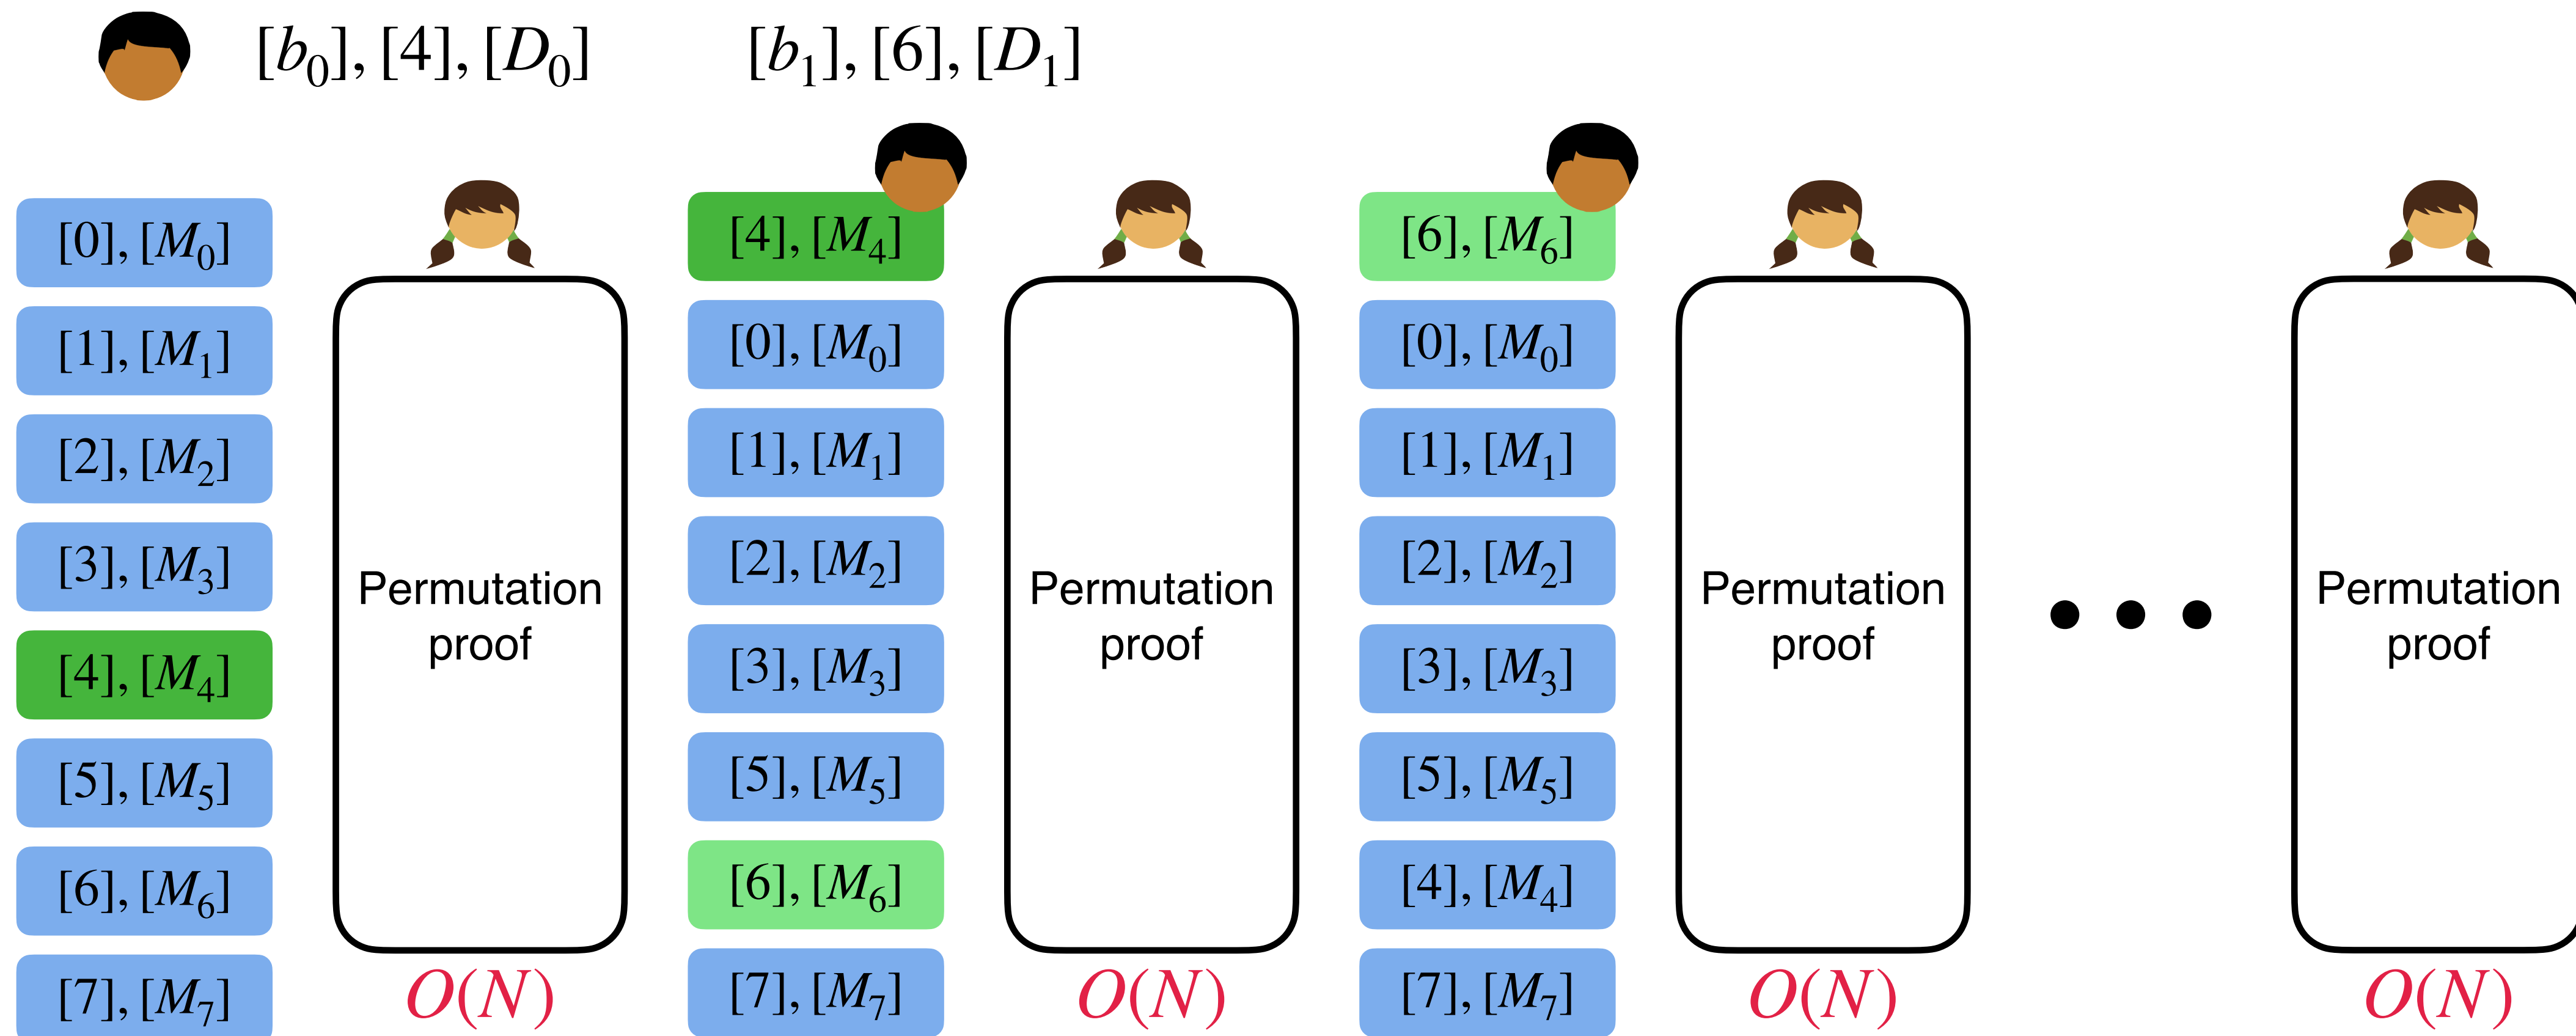 [b₀], [4], [D₀]
[b₁], [6], [D₁]
[0], [M₀]
[1], [M₁]
[2], [M₂]
[3], [M₃]
[4], [M₄]
[5], [M₅]
[6], [M₆]
[7], [M₇]
Permutation
proof
O(N)
[4], [M₄]
[0], [M₀]
[1], [M₁]
[2], [M₂]
[3], [M₃]
[5], [M₅]
[6], [M₆]
[7], [M₇]
Permutation
proof
O(N)
[6], [M₆]
[0], [M₀]
[1], [M₁]
[2], [M₂]
[3], [M₃]
[5], [M₅]
[4], [M₄]
[7], [M₇]
Permutation
proof
O(N)
Permutation
proof
O(N)